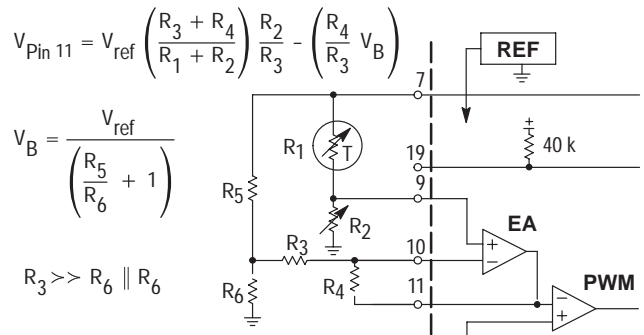 V_Pin 11 = V_ref ( (R_3 + R_4) / (R_1 + R_2) ) R_2 / R_3 - ( R_4 / R_3 V_B )
V_B = V_ref / ( R_5 / R_6 + 1 )
R_3 >> R_6 || R_6
REF
7
+
40 k
R_1
T
19
9
R_5
R_2
EA
+
−
R_3
10
R_6
R_4
11
PWM
−
+